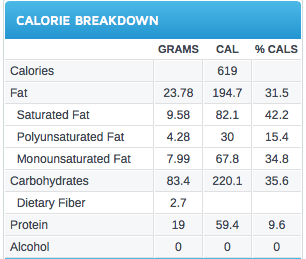 CALORIE BREAKDOWN
GRAMS CAL % CALS
Calories 619
Fat 23.78 194.7 31.5
Saturated Fat 9.58 82.1 42.2
Polyunsaturated Fat 4.28 30 15.4
Monounsaturated Fat 7.99 67.8 34.8
Carbohydrates 83.4 220.1 35.6
Dietary Fiber 2.7
Protein 19 59.4 9.6
Alcohol 0 0 0